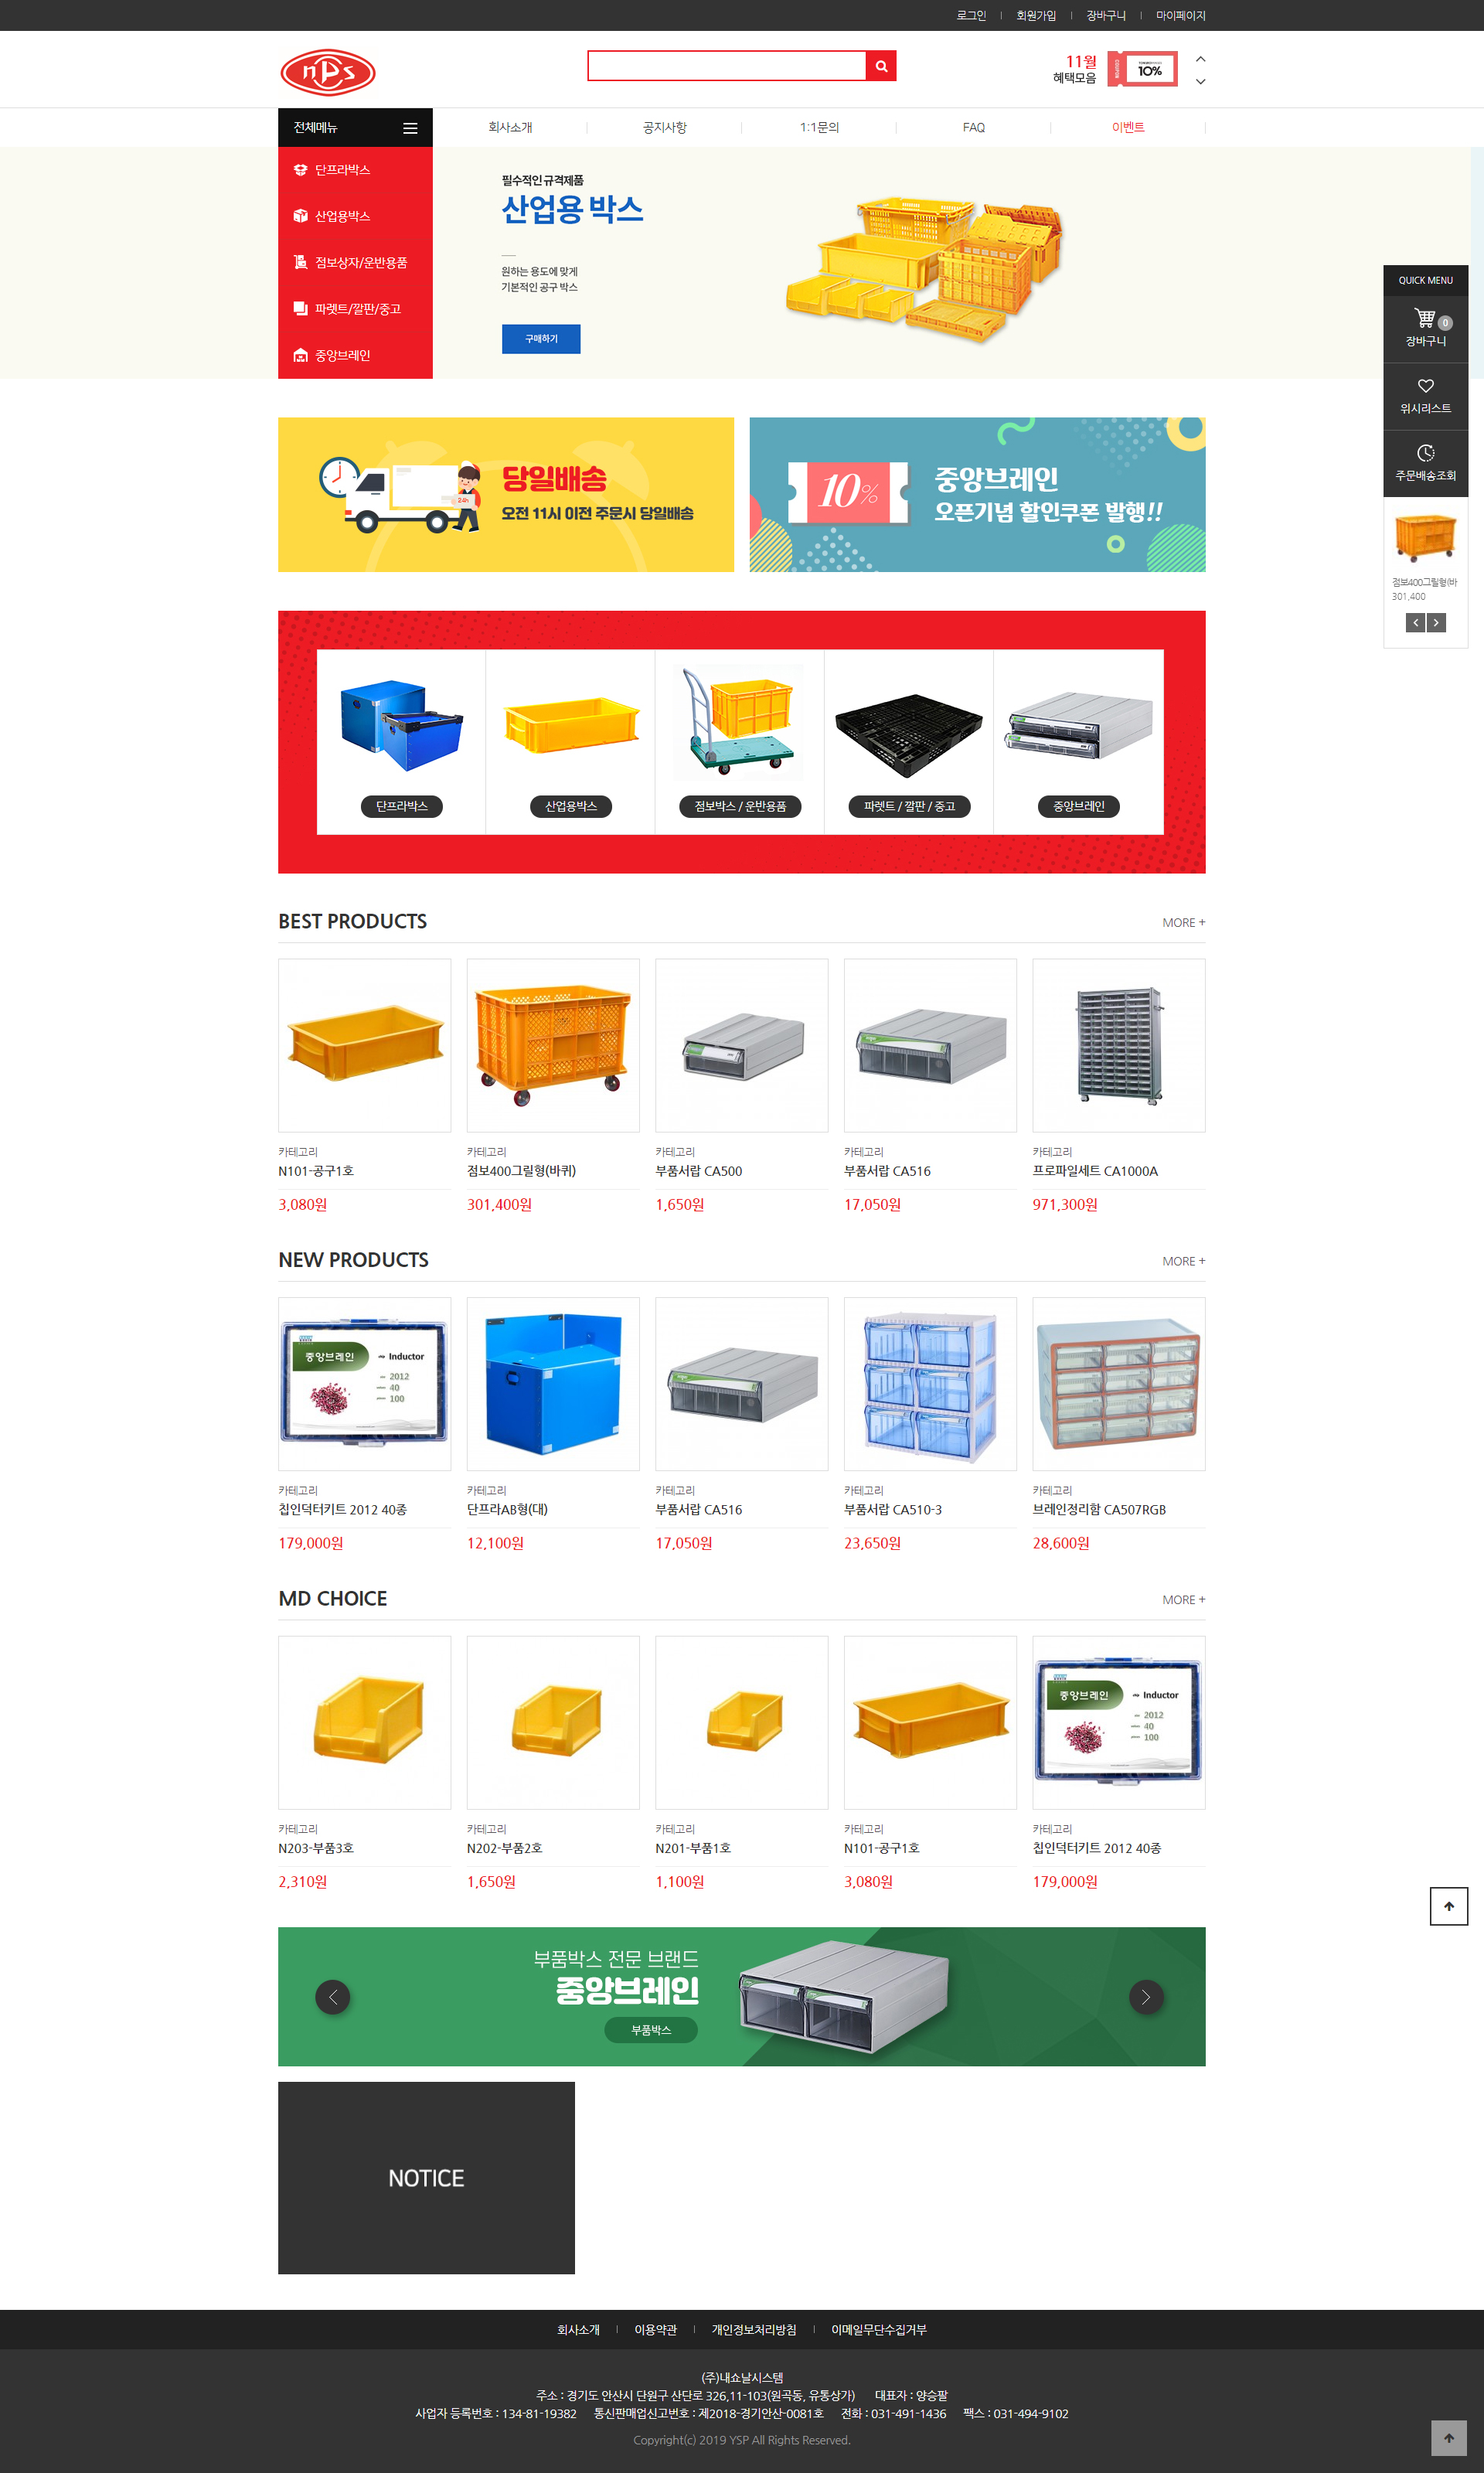 로그인
회원가입
장바구니
마이페이지
nps
11월
혜택모음
COUPON
10%
전체메뉴
회사소개
공지사항
1:1문의
FAQ
이벤트
단프라박스
산업용박스
점보상자/운반용품
파렛트/깔판/중고
중앙브레인
필수적인 규격제품
산업용 박스
원하는 용도에 맞게
기본적인 공구 박스
구매하기
QUICK MENU
0
장바구니
위시리스트
주문배송조회
점보400그릴형(바
301,400
24h
당일배송
오전 11시 이전 주문시 당일배송
10%
중앙브레인
오픈기념 할인쿠폰 발행!!
단프라박스
산업용박스
점보박스 / 운반용품
파렛트 / 깔판 / 중고
중앙브레인
BEST PRODUCTS
MORE +
카테고리
N101-공구1호
3,080원
카테고리
점보400그릴형(바퀴)
301,400원
카테고리
부품서랍 CA500
1,650원
카테고리
부품서랍 CA516
17,050원
카테고리
프로파일세트 CA1000A
971,300원
NEW PRODUCTS
MORE +
중앙브레인
Inductor
2012
40
100
카테고리
칩인덕터키트 2012 40종
179,000원
카테고리
단프라AB형(대)
12,100원
카테고리
부품서랍 CA516
17,050원
카테고리
부품서랍 CA510-3
23,650원
카테고리
브레인정리함 CA507RGB
28,600원
MD CHOICE
MORE +
중앙브레인
Inductor
2012
40
100
카테고리
N203-부품3호
2,310원
카테고리
N202-부품2호
1,650원
카테고리
N201-부품1호
1,100원
카테고리
N101-공구1호
3,080원
카테고리
칩인덕터키트 2012 40종
179,000원
부품박스 전문 브랜드
중앙브레인
부품박스
NOTICE
회사소개
이용약관
개인정보처리방침
이메일무단수집거부
(주)내쇼날시스템
주소 : 경기도 안산시 단원구 산단로 326,11-103(원곡동, 유통상가) 대표자 : 양승팔
사업자 등록번호 : 134-81-19382 통신판매업신고번호 : 제2018-경기안산-0081호 전화 : 031-491-1436 팩스 : 031-494-9102
Copyright(c) 2019 YSP All Rights Reserved.